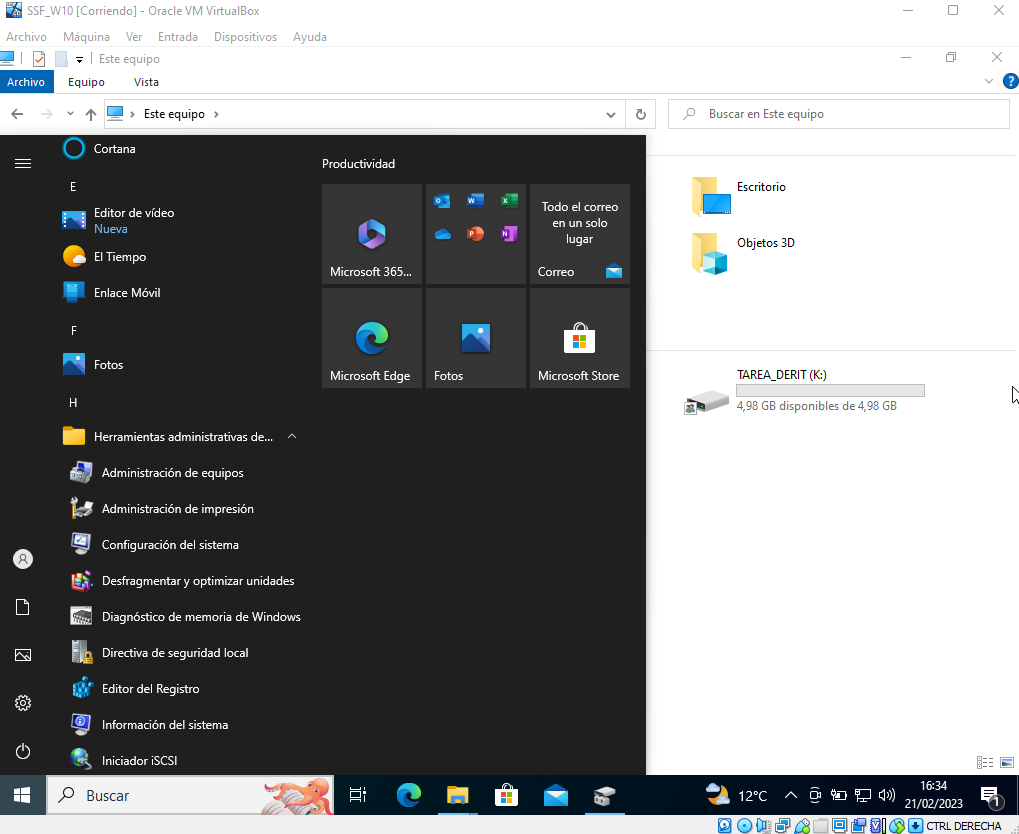 SSF_W10 [Corriendo] - Oracle VM VirtualBox
Archivo Máquina Ver Entrada Dispositivos Ayuda
Este equipo
Archivo Equipo Vista
Este equipo
Buscar en Este equipo
Cortana
E
Editor de vídeo
Nueva
El Tiempo
Enlace Móvil
F
Fotos
H
Herramientas administrativas de...
Administración de equipos
Administración de impresión
Configuración del sistema
Desfragmentar y optimizar unidades
Diagnóstico de memoria de Windows
Directiva de seguridad local
Editor del Registro
Información del sistema
Iniciador iSCSI
Productividad
Microsoft 365...
Todo el correo
en un solo
lugar
Correo
Microsoft Edge
Fotos
Microsoft Store
Escritorio
Objetos 3D
TAREA_DERIT (K:)
4,98 GB disponibles de 4,98 GB
Buscar
12°C
16:34
21/02/2023
1
CTRL DERECHA